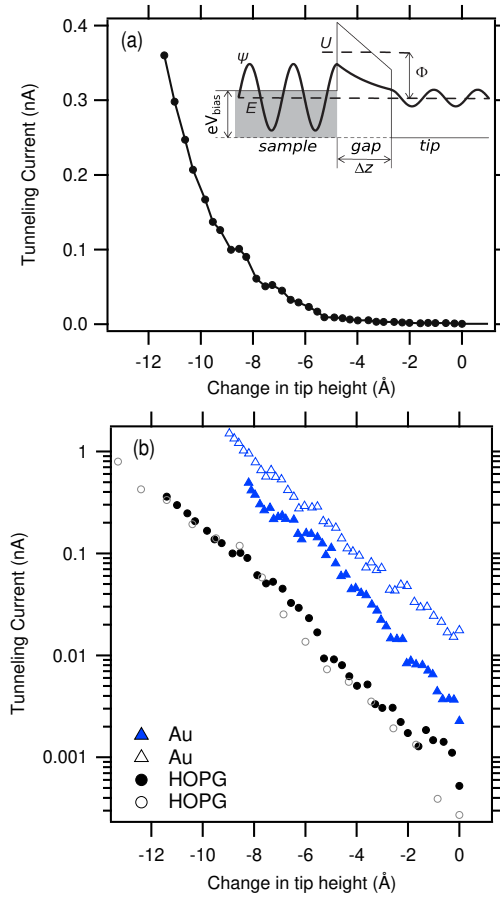 (a)
0.4
0.3
0.2
0.1
0.0
Tunneling Current (nA)
ψ
U
Φ
E
eVbias
sample
gap
tip
Δz
-12 -10 -8 -6 -4 -2 0
Change in tip height (Å)
(b)
1
0.1
0.01
0.001
Tunneling Current (nA)
Au
Au
HOPG
HOPG
-12 -10 -8 -6 -4 -2 0
Change in tip height (Å)